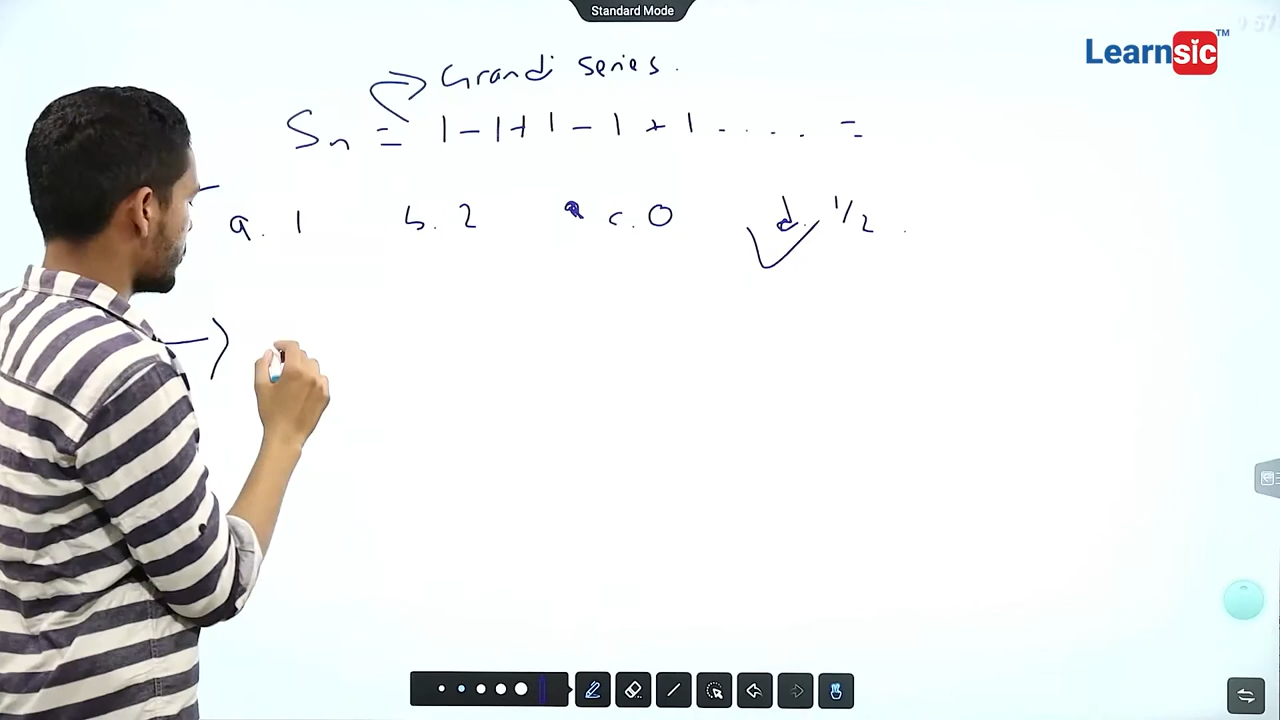 Standard Mode
Learnsic™
Grandi series.
Sn = 1 - 1 + 1 - 1 + 1 ..... =
a. 1 b. 2 c. 0 d. 1/2.